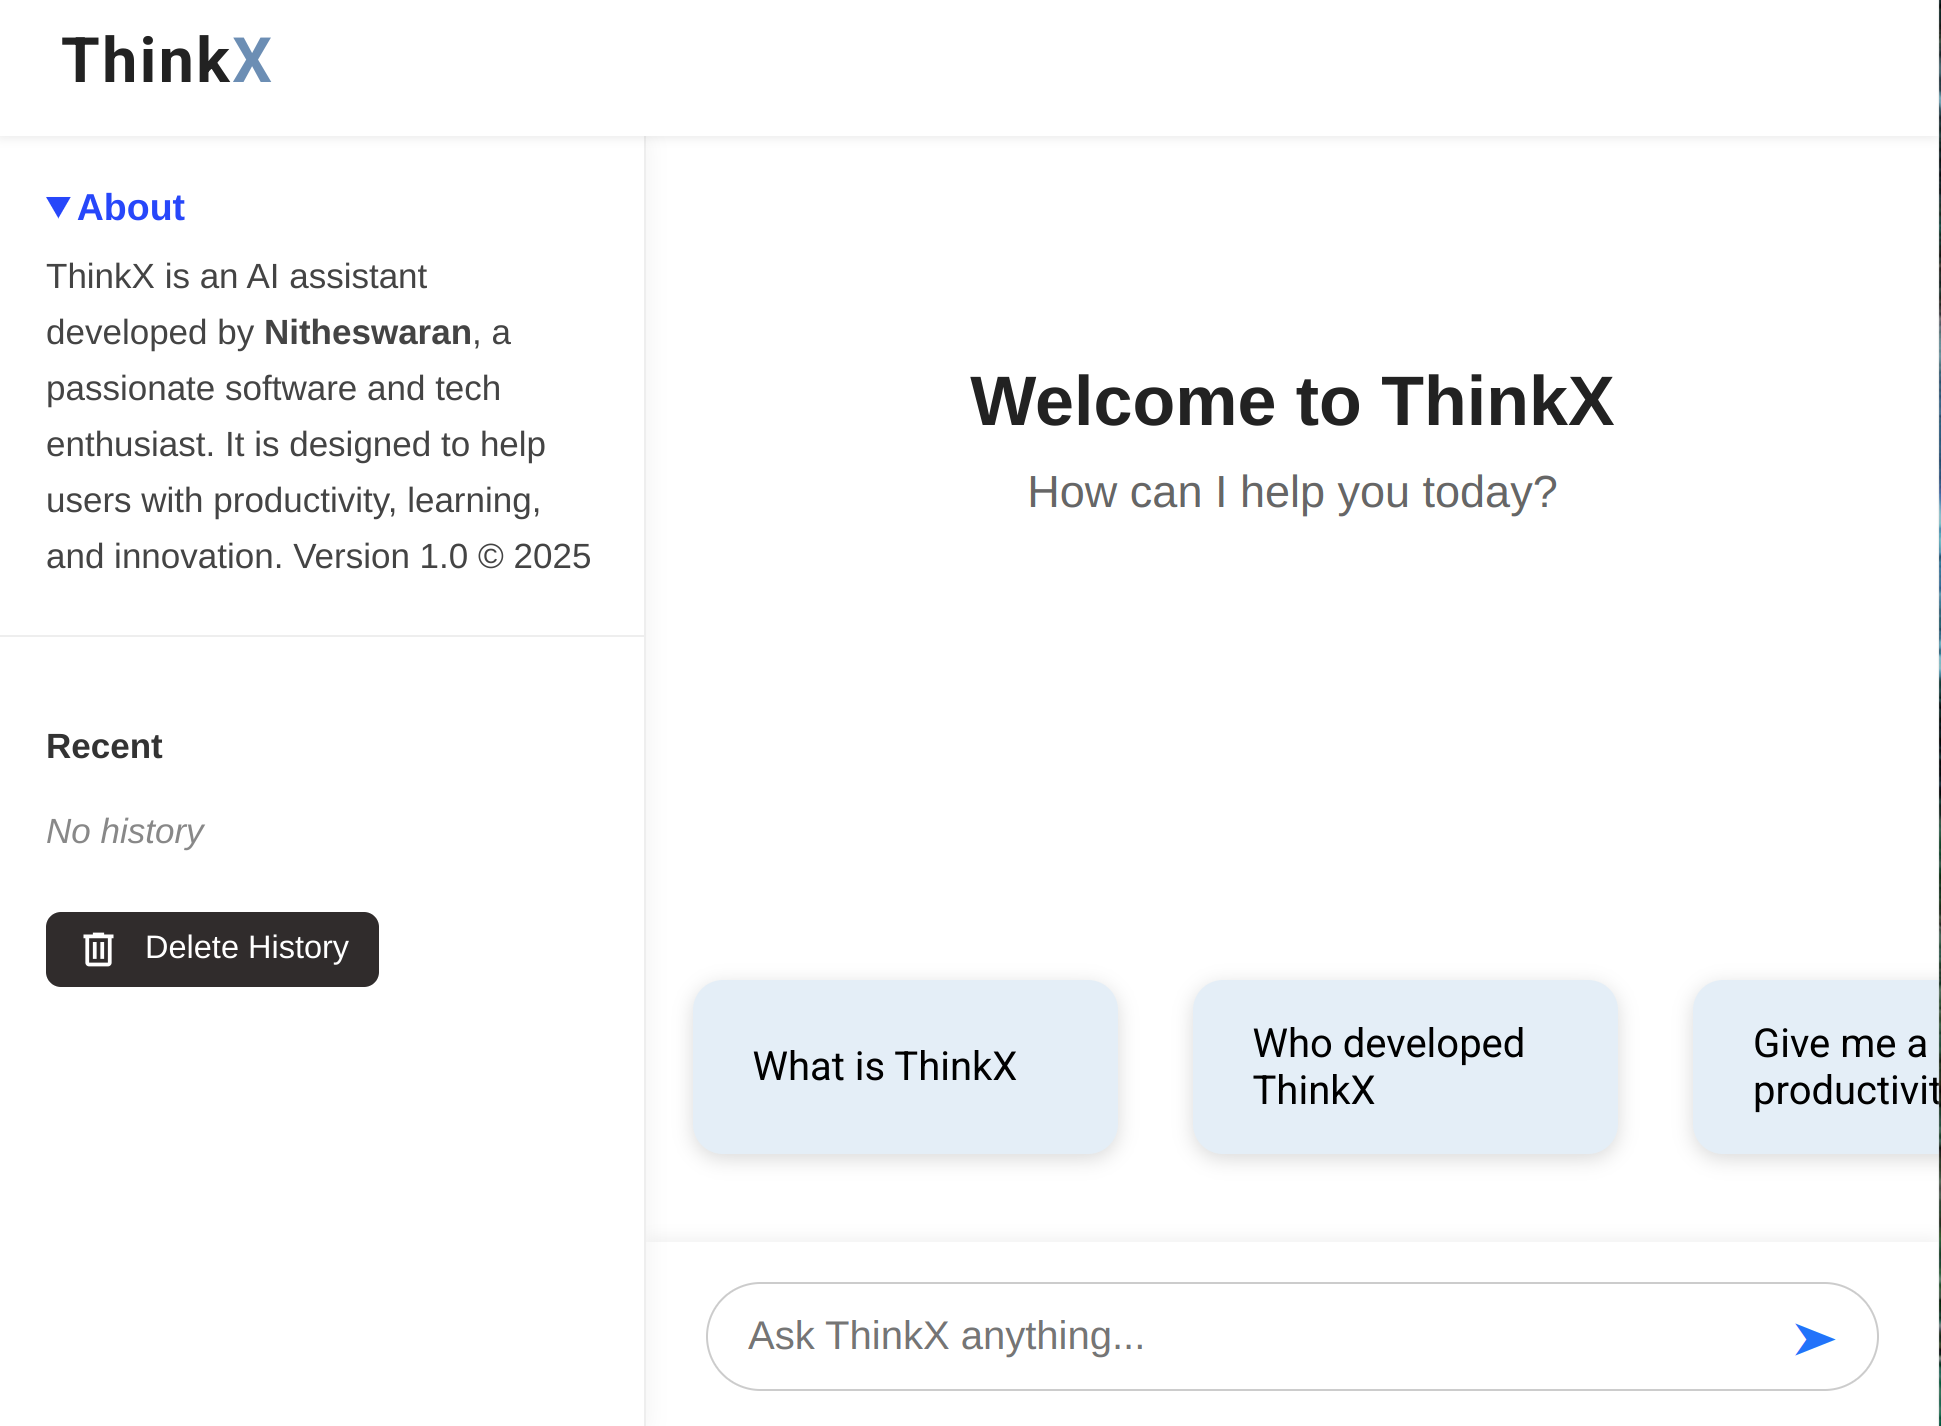 ThinkX
▼ About
ThinkX is an AI assistant
developed by Nitheswaran, a
passionate software and tech
enthusiast. It is designed to help
users with productivity, learning,
and innovation. Version 1.0 © 2025
Recent
No history
Delete History
Welcome to ThinkX
How can I help you today?
What is ThinkX
Who developed
ThinkX
Give me a
Ask ThinkX anything...